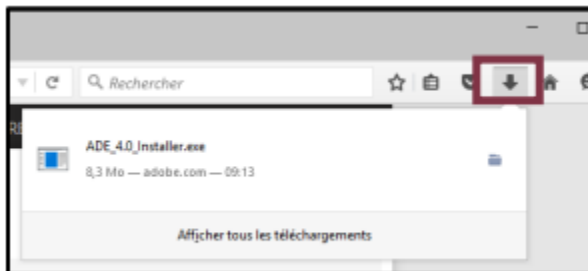 Rechercher
ADE_4.0_Installer.exe
8,3 Mo — adobe.com — 09:13
Afficher tous les téléchargements